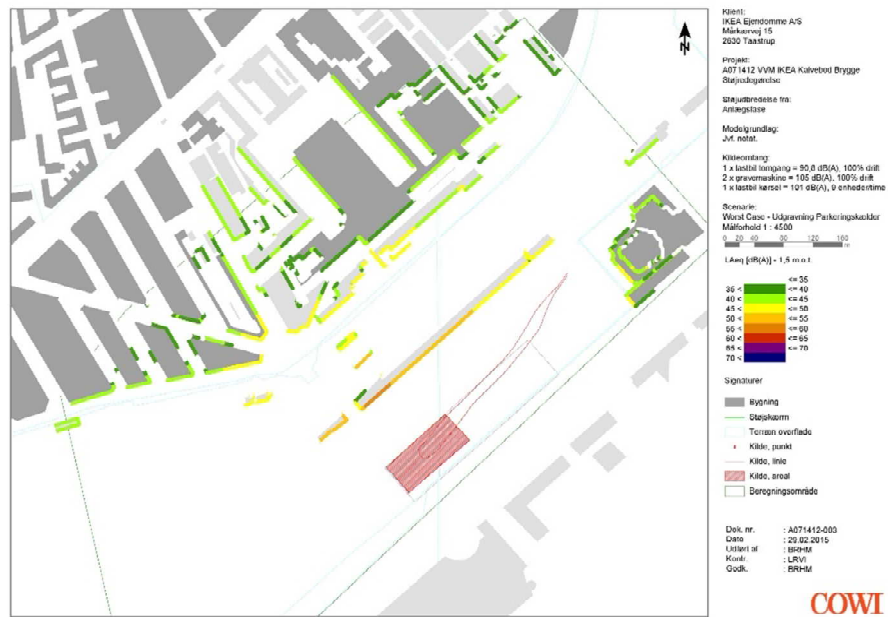 N
Klient:
IKEA Ejendomme A/S
Mårkærvej 15
2630 Taastrup
Projekt:
A071412 VVM IKEA Kalvebod Brygge
Støjredegørelse
Støjudbredelse fra:
Anlægsfase
Modelgrundlag:
Jvf. notat.
Kildeomfang:
1 x lastbil tomgang = 90,0 dB(A), 100% drift
2 x gravemaskine = 105 dB(A), 100% drift
1 x lastbil kørsel = 101 dB(A), 9 enheder/time
Scenarie:
Worst Case - Udgravning Parkeringskælder
Målforhold 1 : 4500
0 20 40 80 120 160
m
LAeq [dB(A)] - 1,5 m.o.t.
<= 35
35 < <= 40
40 < <= 45
45 < <= 50
50 < <= 55
55 < <= 60
60 < <= 65
65 < <= 70
70 <
Signaturer
Bygning
Støjskærm
Terræn overflade
Kilde, punkt
Kilde, linie
Kilde, areal
Beregningsområde
Dok. nr. : A071412-003
Dato : 29.02.2015
Udført af : BRHM
Kontr. : LRVI
Godk. : BRHM
COWI